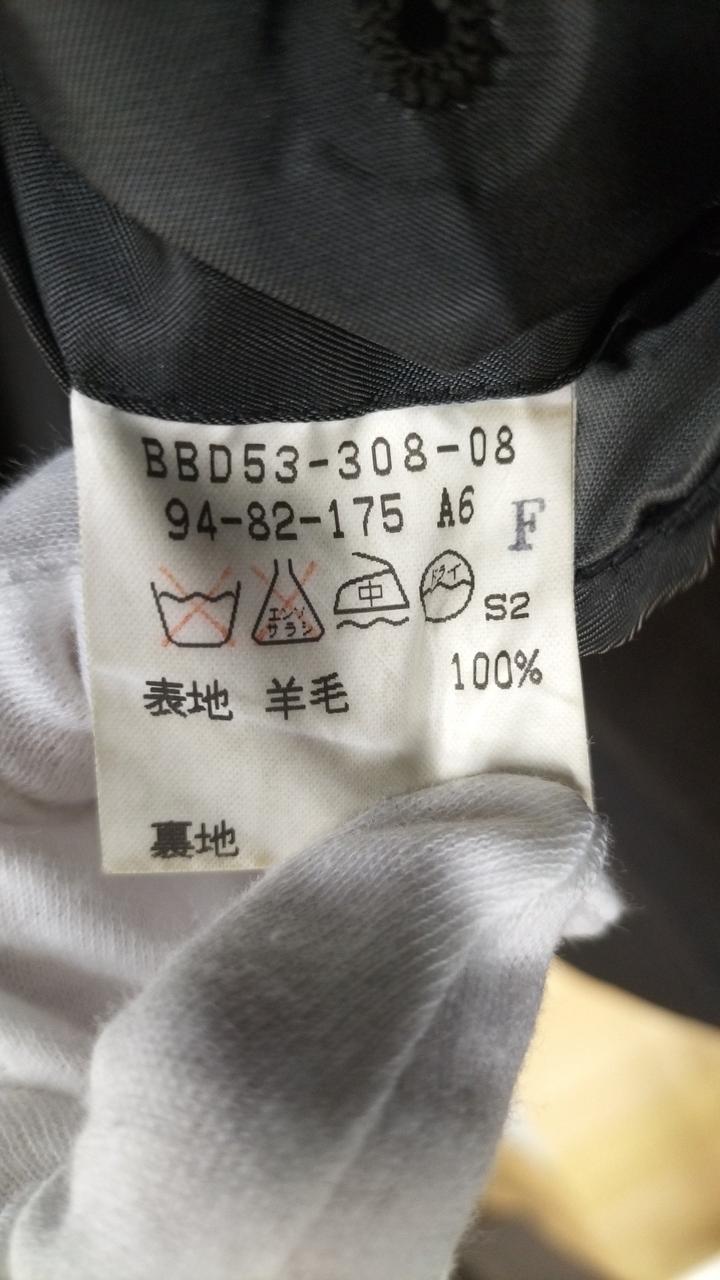 BBD53-308-08
94-82-175 A6 F
エンソ
サラシ
中
ドライ
S2
表地 羊毛 100%
裏地